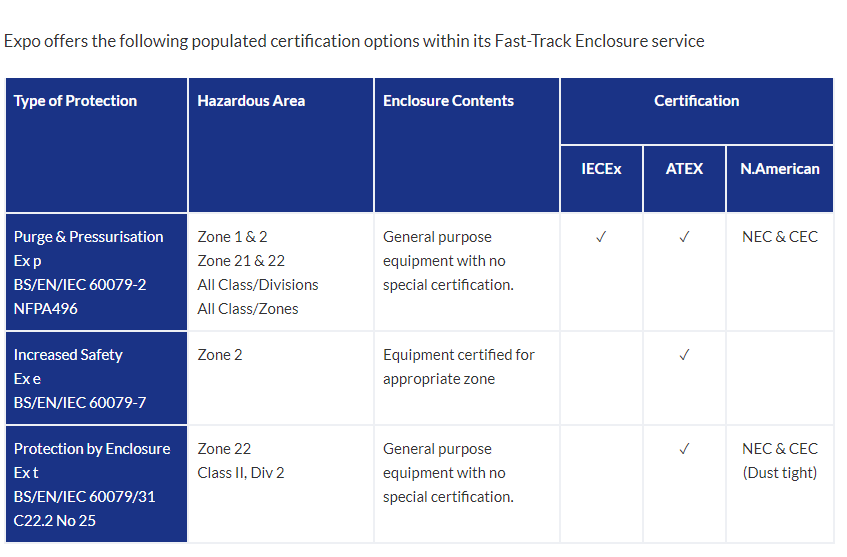 Expo offers the following populated certification options within its Fast-Track Enclosure service
Type of Protection
Hazardous Area
Enclosure Contents
Certification
IECEx
ATEX
N.American
Purge & Pressurisation
Ex p
BS/EN/IEC 60079-2
NFPA496
Zone 1 & 2
Zone 21 & 22
All Class/Divisions
All Class/Zones
General purpose
equipment with no
special certification.
✓
✓
NEC & CEC
Increased Safety
Ex e
BS/EN/IEC 60079-7
Zone 2
Equipment certified for
appropriate zone
✓
Protection by Enclosure
Ex t
BS/EN/IEC 60079/31
C22.2 No 25
Zone 22
Class II, Div 2
General purpose
equipment with no
special certification.
✓
NEC & CEC
(Dust tight)